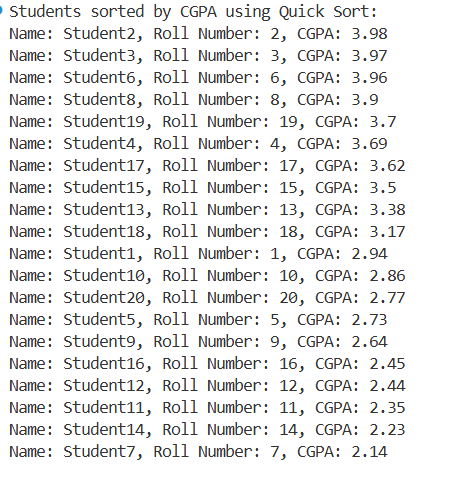 Students sorted by CGPA using Quick Sort:
Name: Student2, Roll Number: 2, CGPA: 3.98
Name: Student3, Roll Number: 3, CGPA: 3.97
Name: Student6, Roll Number: 6, CGPA: 3.96
Name: Student8, Roll Number: 8, CGPA: 3.9
Name: Student19, Roll Number: 19, CGPA: 3.7
Name: Student4, Roll Number: 4, CGPA: 3.69
Name: Student17, Roll Number: 17, CGPA: 3.62
Name: Student15, Roll Number: 15, CGPA: 3.5
Name: Student13, Roll Number: 13, CGPA: 3.38
Name: Student18, Roll Number: 18, CGPA: 3.17
Name: Student1, Roll Number: 1, CGPA: 2.94
Name: Student10, Roll Number: 10, CGPA: 2.86
Name: Student20, Roll Number: 20, CGPA: 2.77
Name: Student5, Roll Number: 5, CGPA: 2.73
Name: Student9, Roll Number: 9, CGPA: 2.64
Name: Student16, Roll Number: 16, CGPA: 2.45
Name: Student12, Roll Number: 12, CGPA: 2.44
Name: Student11, Roll Number: 11, CGPA: 2.35
Name: Student14, Roll Number: 14, CGPA: 2.23
Name: Student7, Roll Number: 7, CGPA: 2.14